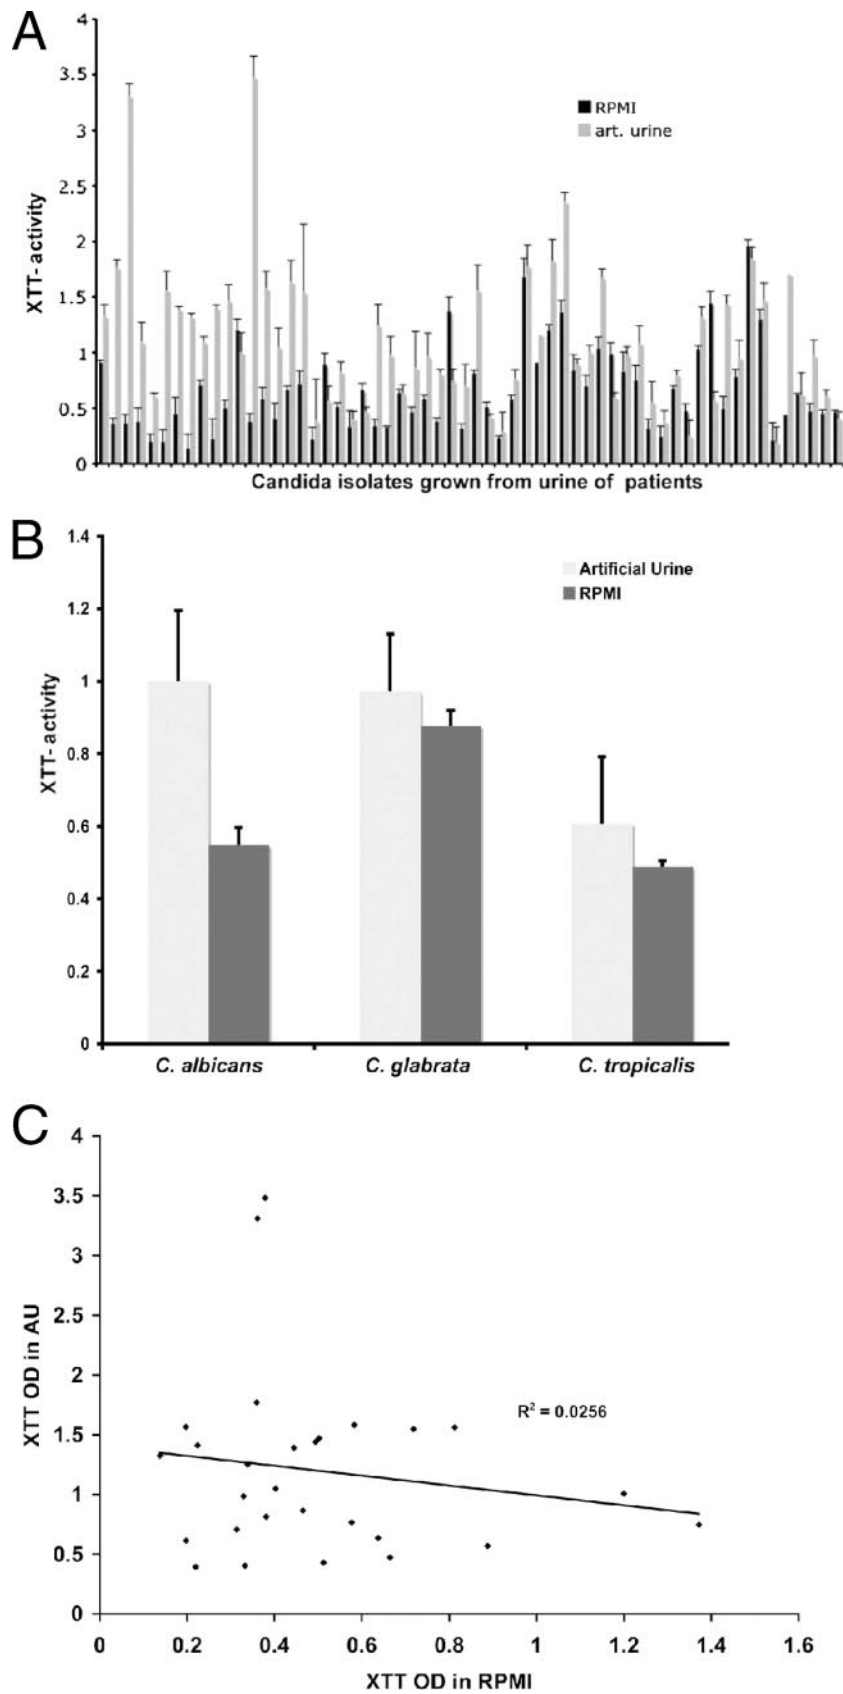 A
4
3.5
3
2.5
2
1.5
1
0.5
0
XTT- activity
RPMI
art. urine
Candida isolates grown from urine of patients
B
1.4
1.2
1
0.8
0.6
0.4
0.2
0
XTT- activity
Artificial Urine
RPMI
C. albicans C. glabrata C. tropicalis
C
4
3.5
3
2.5
2
1.5
1
0.5
0
XTT OD in AU
R² = 0.0256
0 0.2 0.4 0.6 0.8 1 1.2 1.4 1.6
XTT OD in RPMI